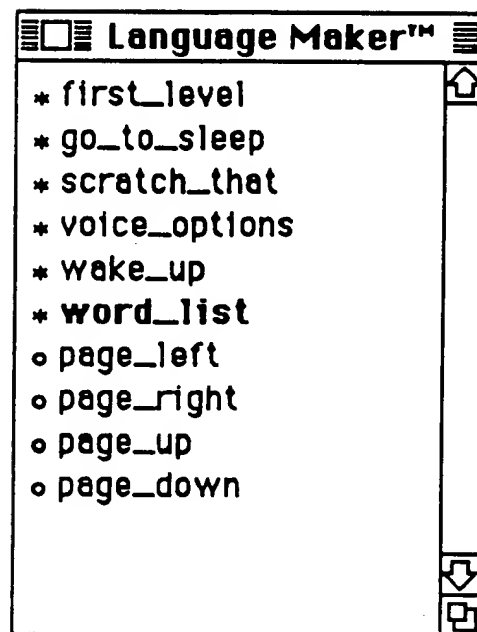 Language Maker™
* first_level
* go_to_sleep
* scratch_that
* voice_options
* wake_up
* word_list
o page_left
o page_right
o page_up
o page_down